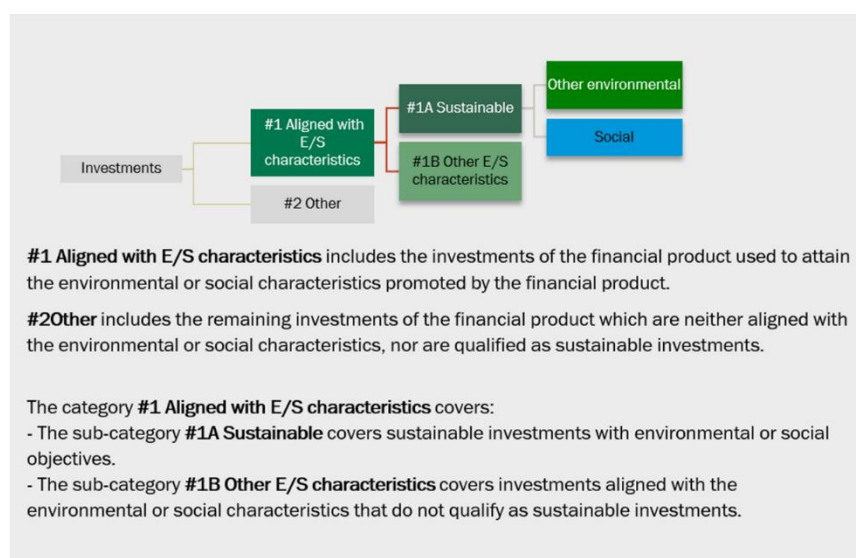 Other environmental
#1A Sustainable
#1 Aligned with
E/S
characteristics
Social
#1B Other E/S
characteristics
Investments
#2 Other
#1 Aligned with E/S characteristics includes the investments of the financial product used to attain
the environmental or social characteristics promoted by the financial product.
#2Other includes the remaining investments of the financial product which are neither aligned with
the environmental or social characteristics, nor are qualified as sustainable investments.
The category #1 Aligned with E/S characteristics covers:
- The sub-category #1A Sustainable covers sustainable investments with environmental or social
objectives.
- The sub-category #1B Other E/S characteristics covers investments aligned with the
environmental or social characteristics that do not qualify as sustainable investments.